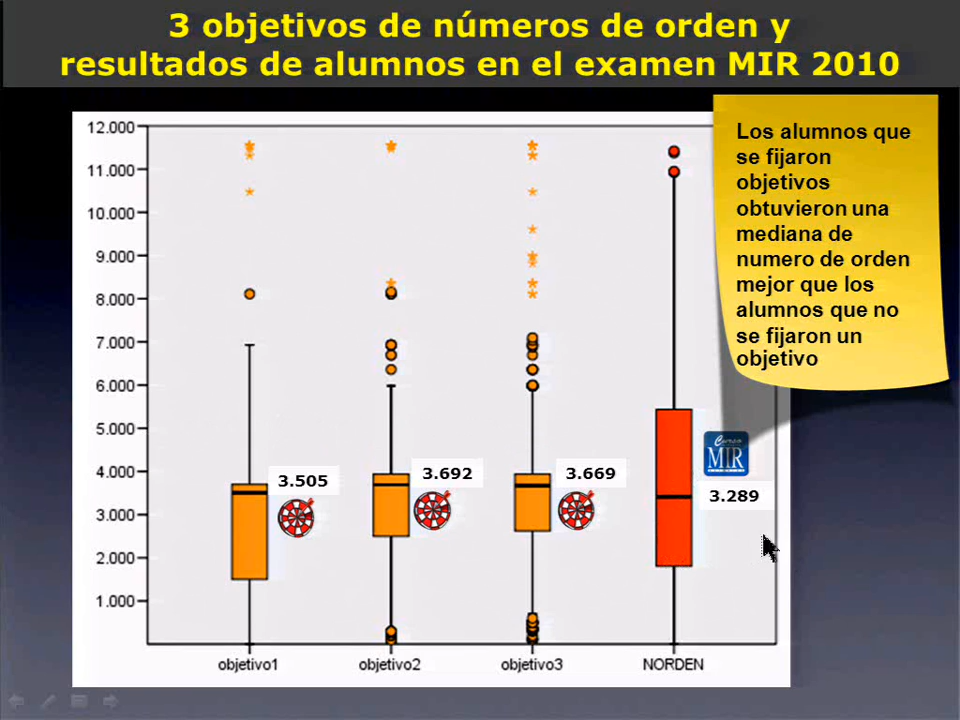 3 objetivos de números de orden y
resultados de alumnos en el examen MIR 2010
Los alumnos que
se fijaron
objetivos
obtuvieron una
mediana de
numero de orden
mejor que los
alumnos que no
se fijaron un
objetivo
12.000
11.000
10.000
9.000
8.000
7.000
6.000
5.000
4.000
3.000
2.000
1.000
3.505
3.692
3.669
Curso
MIR
3.289
objetivo1
objetivo2
objetivo3
NORDEN